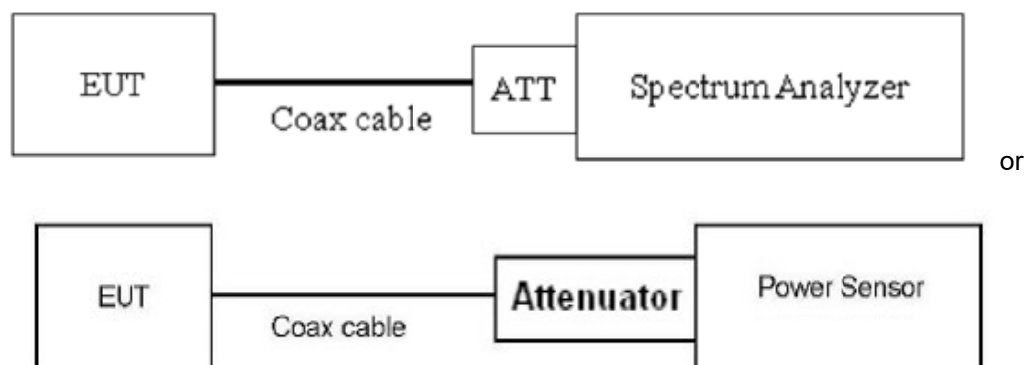 EUT
Coax cable
ATT
Spectrum Analyzer
or
EUT
Coax cable
Attenuator
Power Sensor